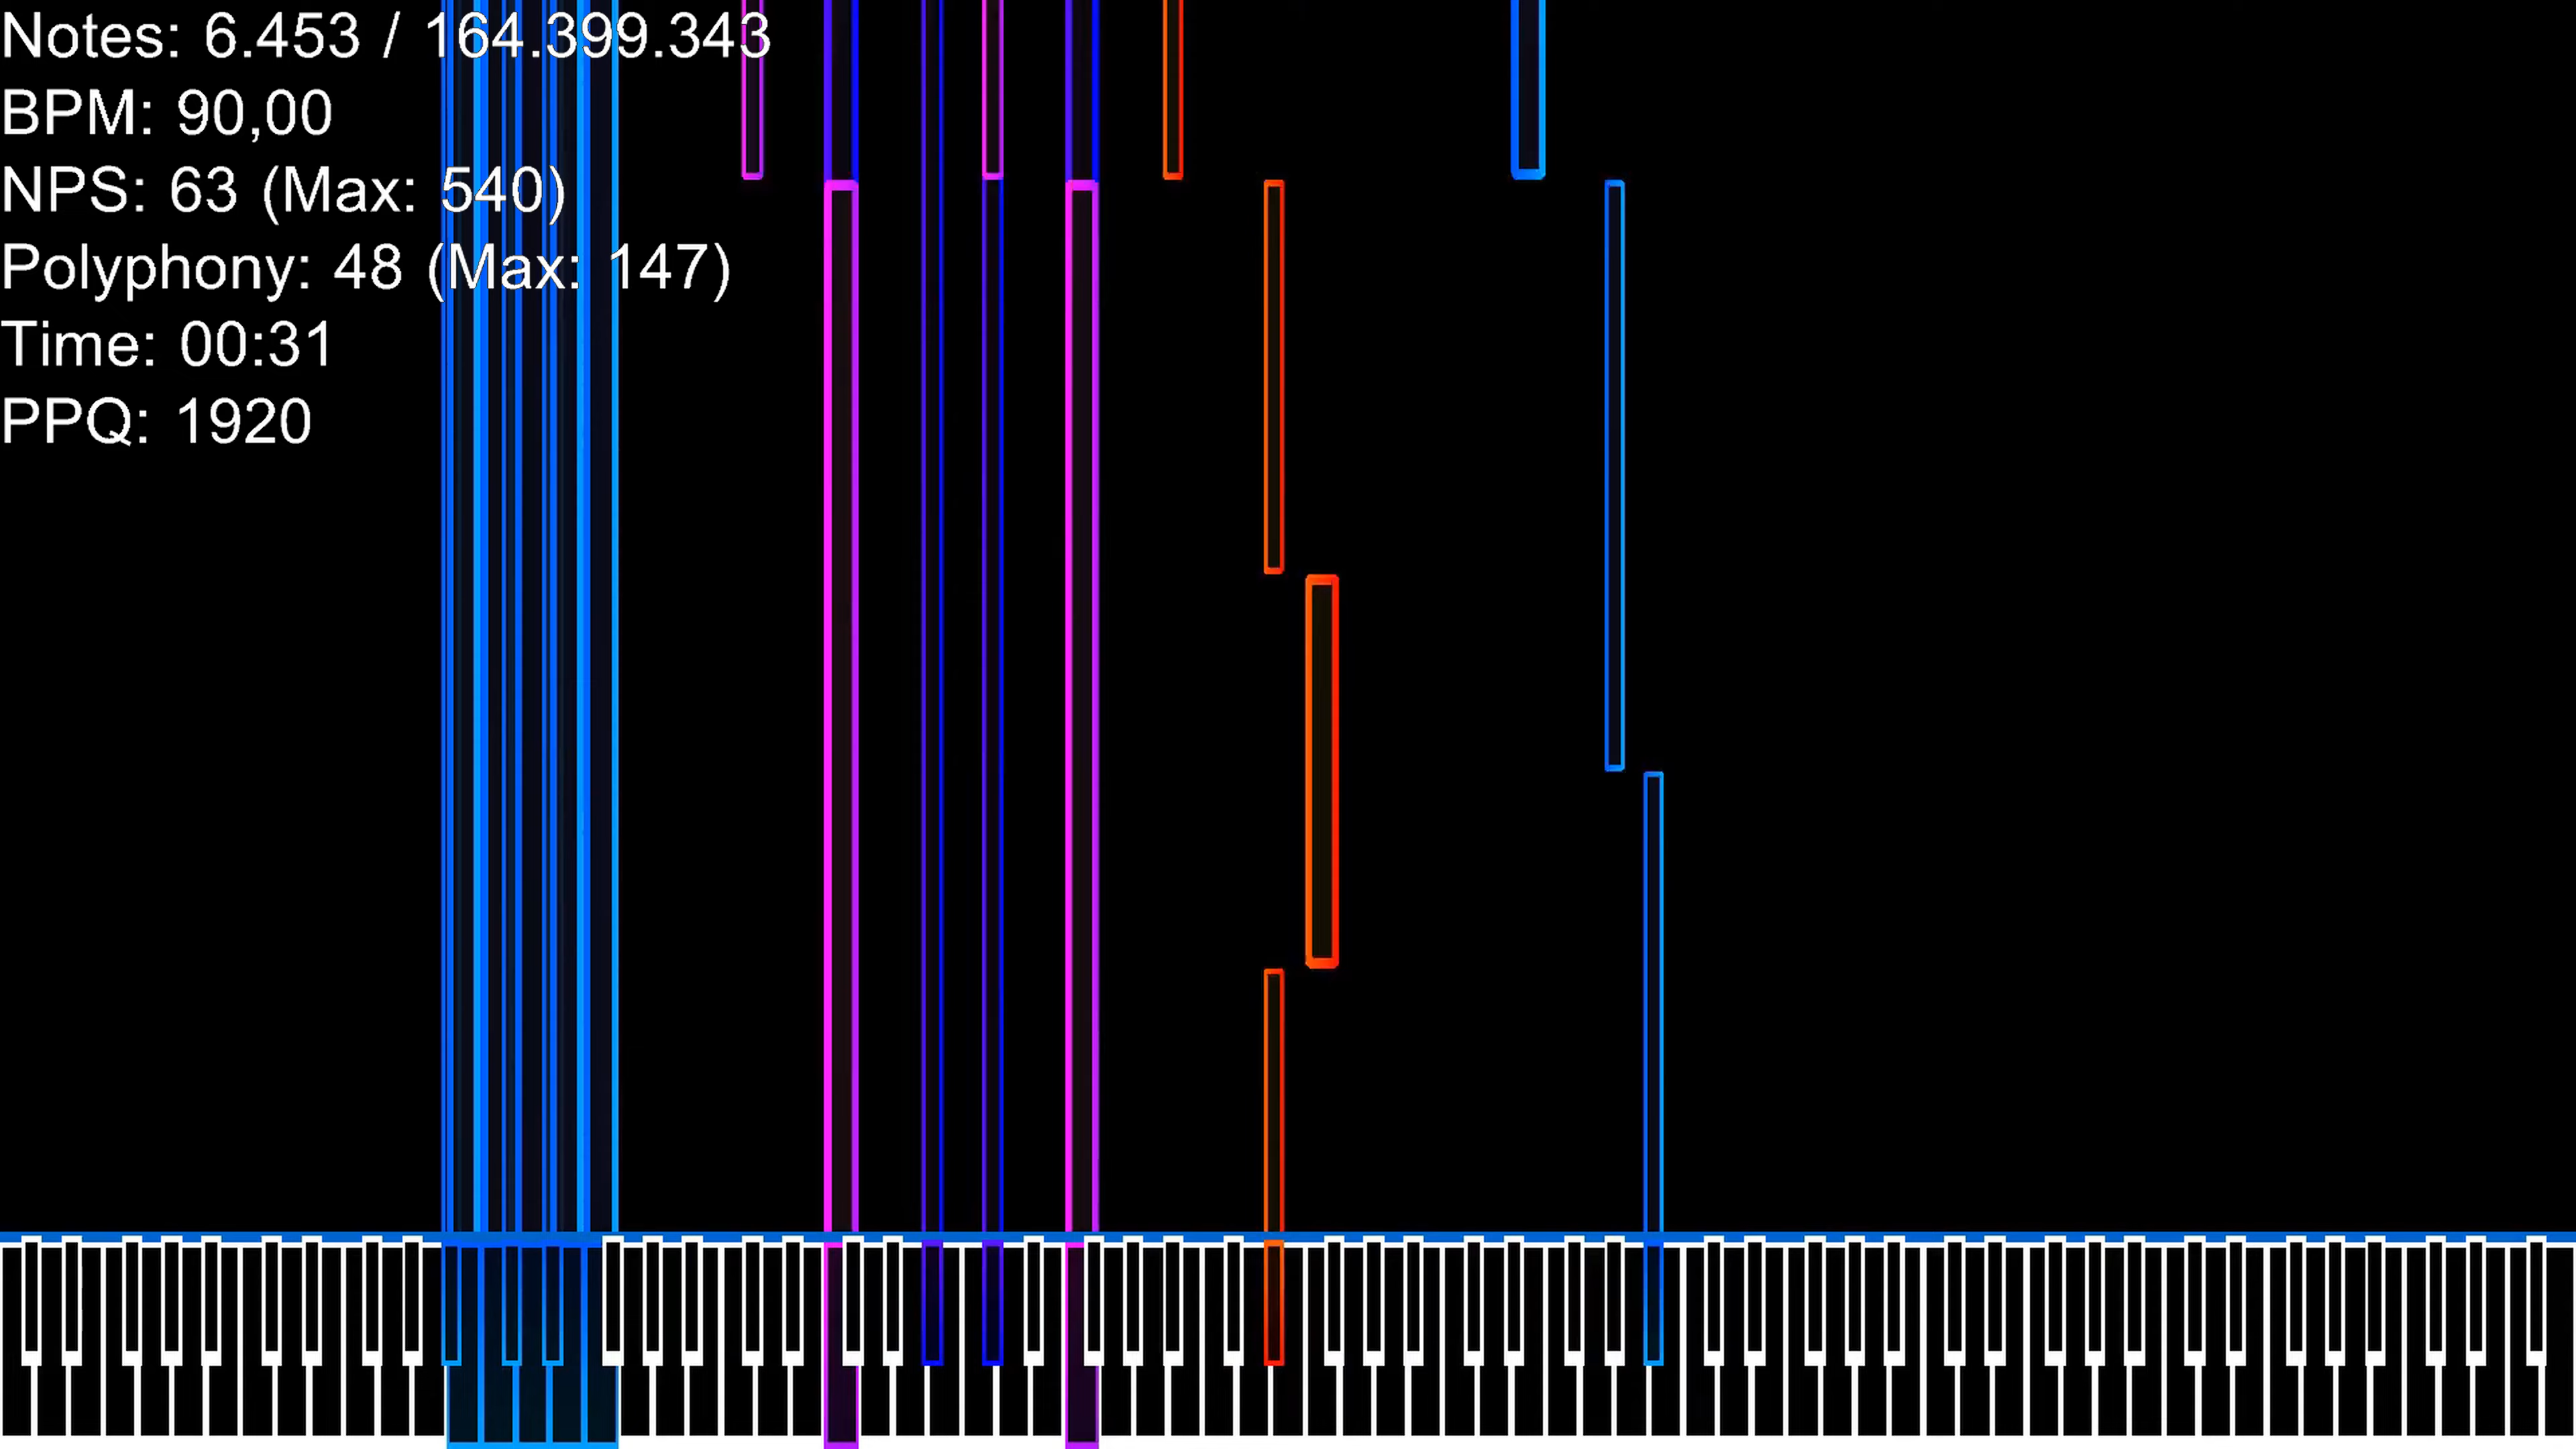 Notes: 6.453 / 164.399.343
BPM: 90,00
NPS: 63 (Max: 540)
Polyphony: 48 (Max: 147)
Time: 00:31
PPQ: 1920